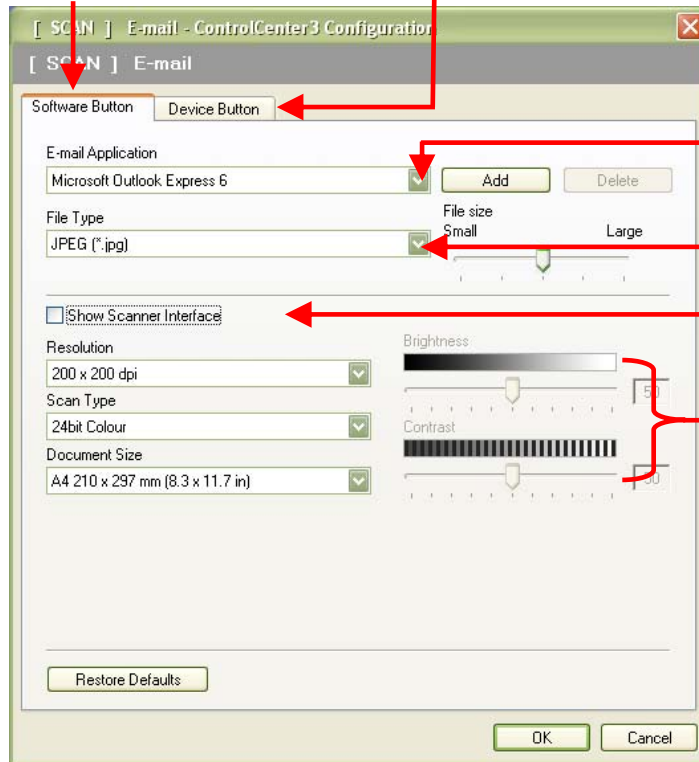 [ SCAN ] E-mail - ControlCenter3 Configuration
[ SCAN ] E-mail
Software Button Device Button
E-mail Application
Microsoft Outlook Express 6 Add Delete
File Type File size
Small Large
JPEG (*.jpg)
Show Scanner Interface
Resolution Brightness
200 x 200 dpi
50
Scan Type
24bit Colour Contrast
Document Size
A4 210 x 297 mm (8.3 x 11.7 in)
50
Restore Defaults
OK Cancel